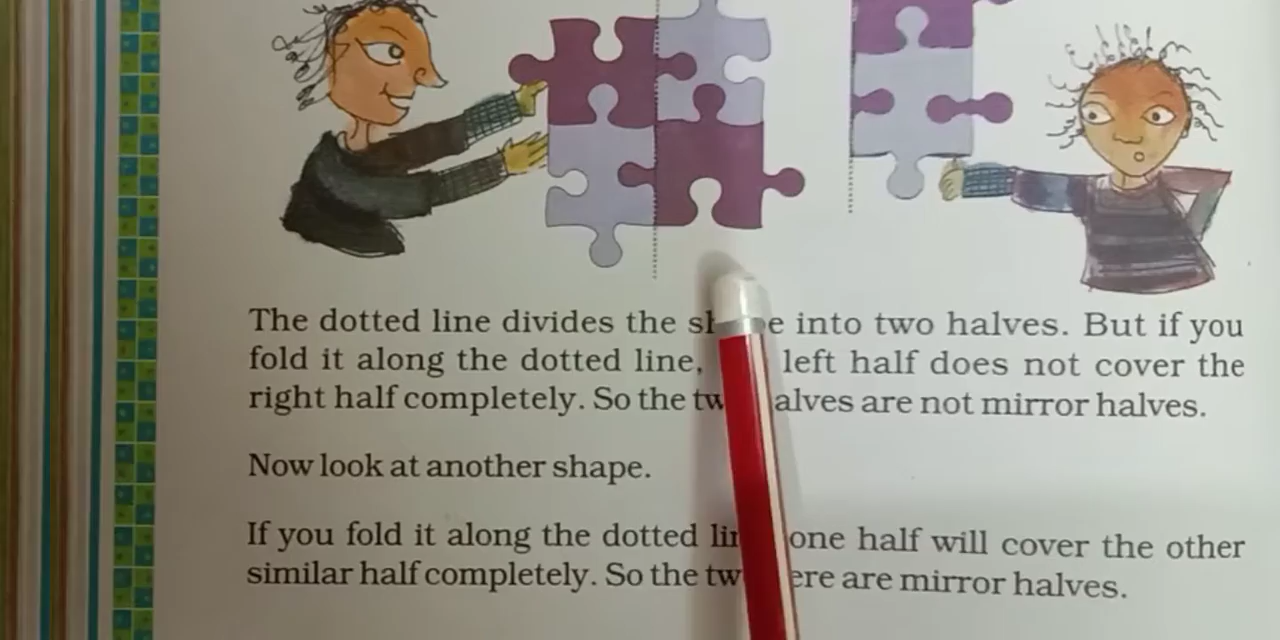 The dotted line divides the sh e into two halves. But if you
fold it along the dotted line, left half does not cover the
right half completely. So the tw alves are not mirror halves.
Now look at another shape.
If you fold it along the dotted lin one half will cover the other
similar half completely. So the tw ere are mirror halves.